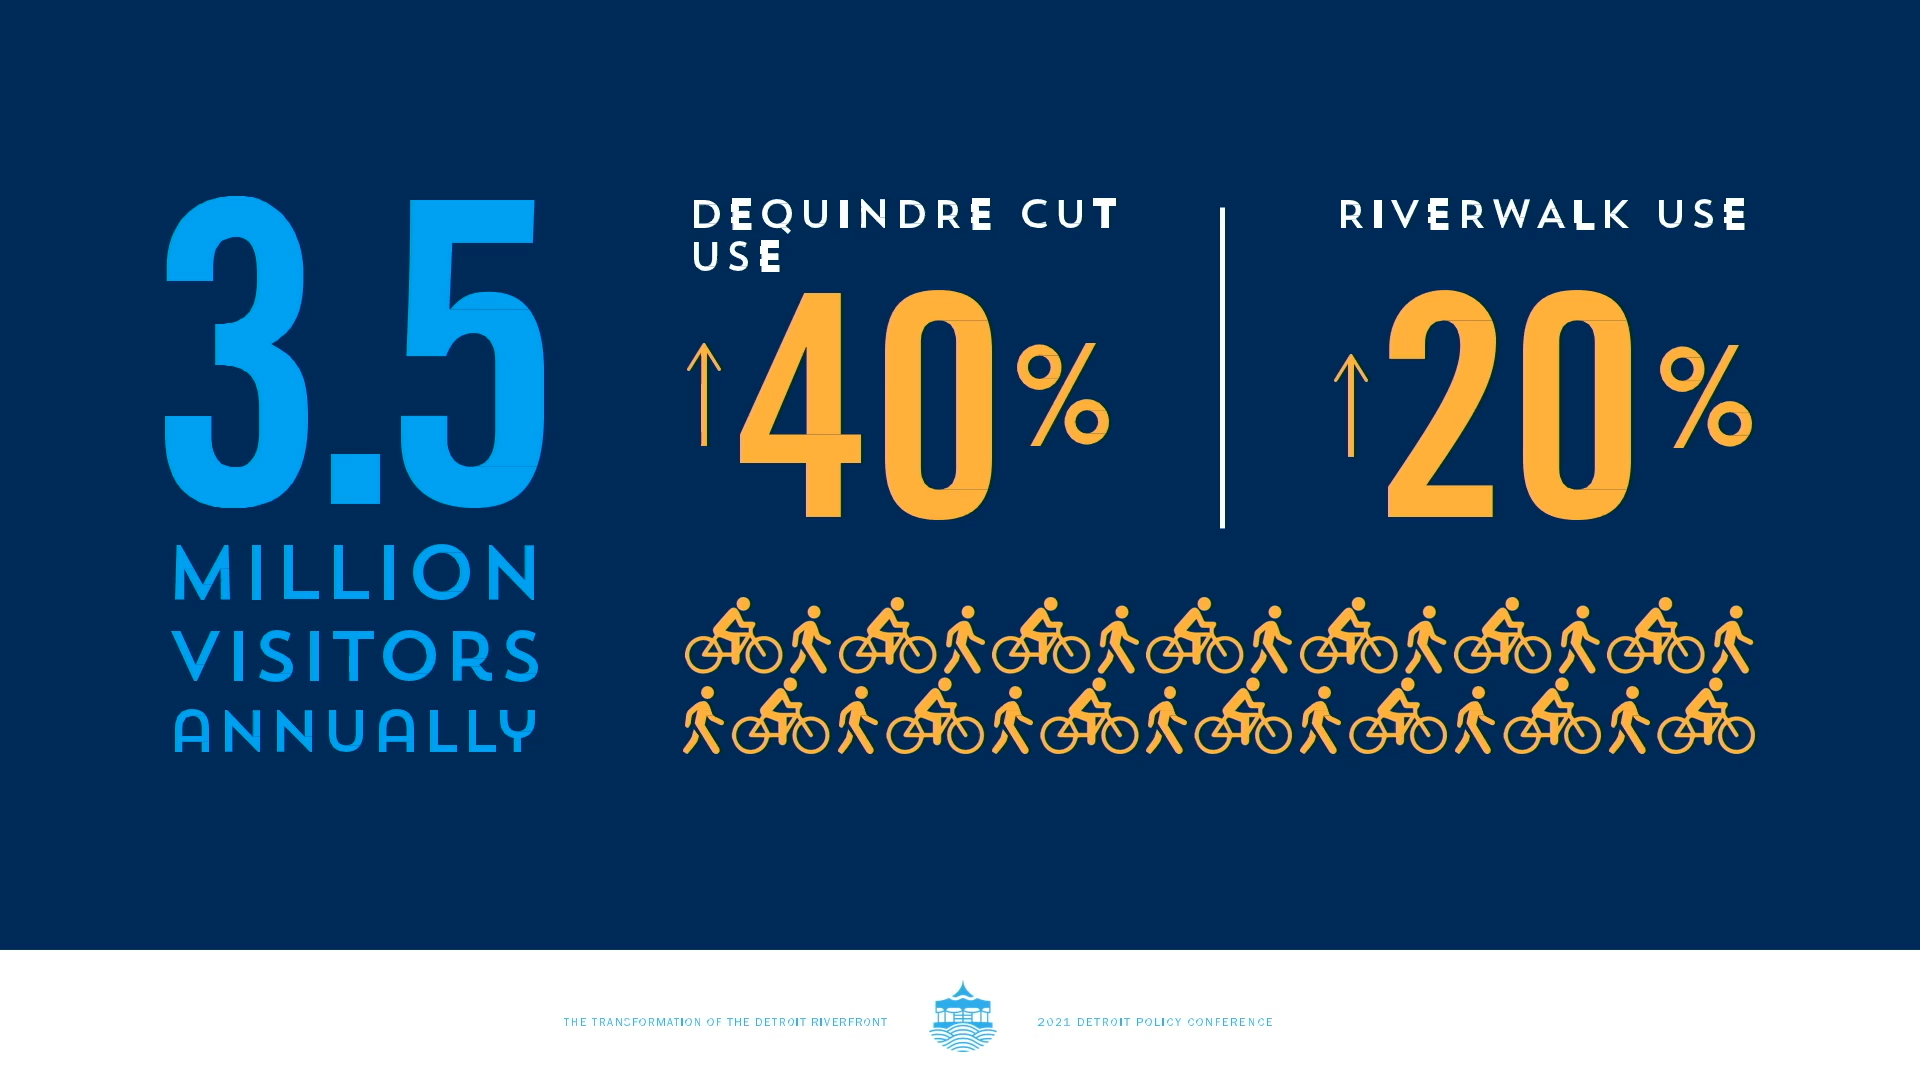 3.5
MILLION
VISITORS
ANNUALLY
DEQUINDRE CUT
USE
↑40%
RIVERWALK USE
↑20%
THE TRANSFORMATION OF THE DETROIT RIVERFRONT
2021 DETROIT POLICY CONFERENCE